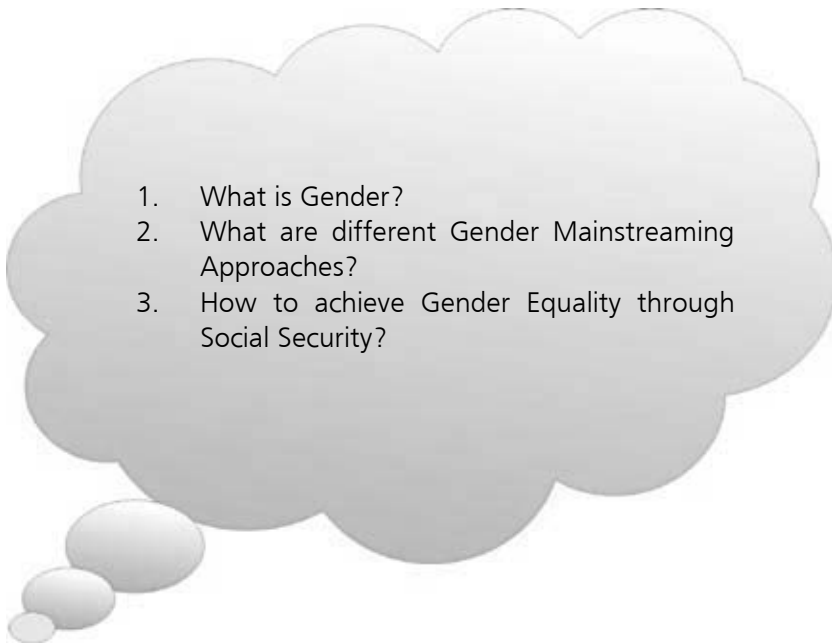 1. What is Gender?
2. What are different Gender Mainstreaming
Approaches?
3. How to achieve Gender Equality through
Social Security?